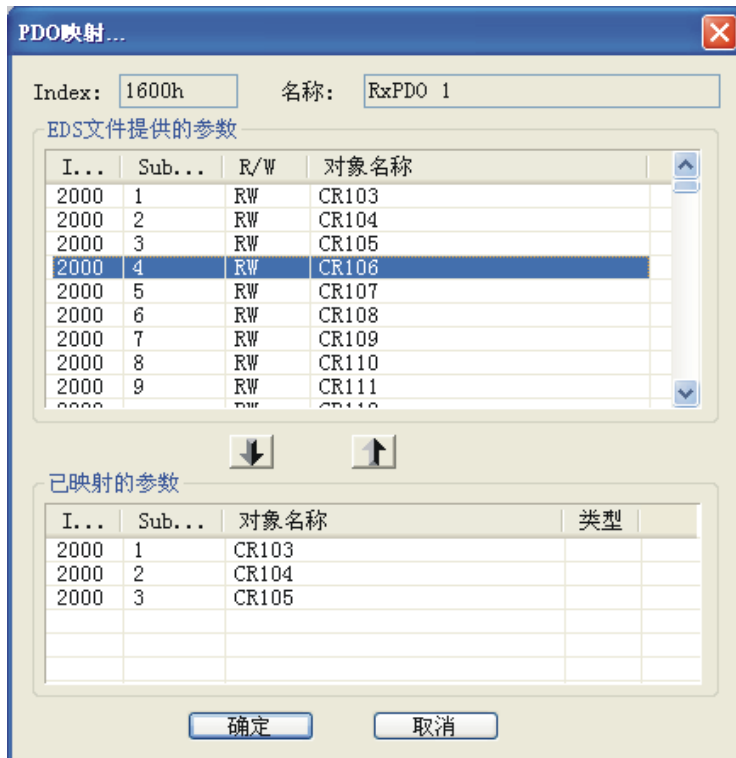 PDO映射...
Index: 1600h 名称: RxPDO 1
EDS文件提供的参数
I... Sub... R/W 对象名称
2000 1 RW CR103
2000 2 RW CR104
2000 3 RW CR105
2000 4 RW CR106
2000 5 RW CR107
2000 6 RW CR108
2000 7 RW CR109
2000 8 RW CR110
2000 9 RW CR111
已映射的参数
I... Sub... 对象名称 类型
2000 1 CR103
2000 2 CR104
2000 3 CR105
确定 取消